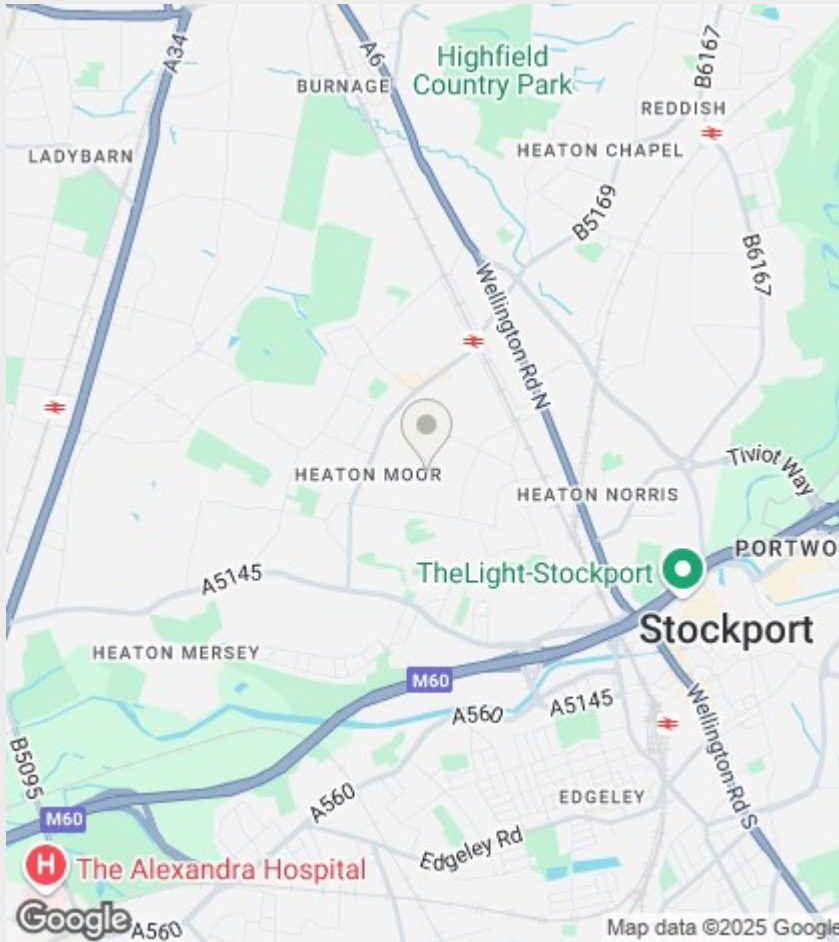 A34
A6
Highfield
Country Park
B6167
BURNAGE
REDDISH
LADYBARN
HEATON CHAPEL
B5169
B6167
Wellington Rd N
HEATON MOOR
Tiviot Way
HEATON NORRIS
A5145
TheLight-Stockport
PORTWO
Stockport
HEATON MERSEY
M60
A560
A5145
Wellington Rd S
B5095
A560
EDGELEY
M60
Edgeley Rd
H
The Alexandra Hospital
Google
A560
Map data ©2025 Google